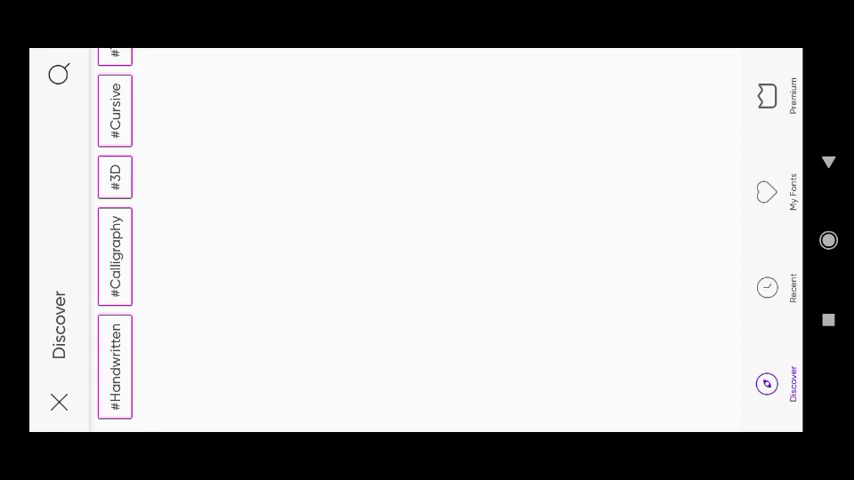 Discover
#Handwritten
#Calligraphy
#3D
#Cursive
Discover
Recent
My Fonts
Premium